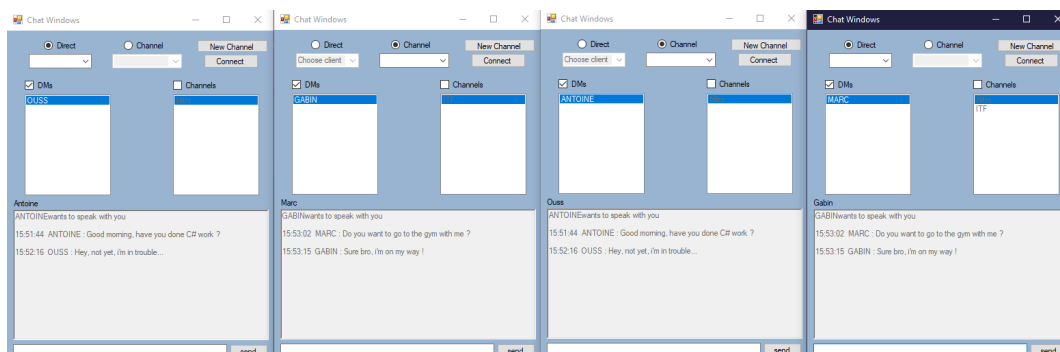 Chat Windows
Direct
Channel
New Channel
Connect
DMs
Channels
OUSS
Antoine
ANTOINEwants to speak with you
15:51:44 ANTOINE : Good morning, have you done C# work ?
15:52:16 OUSS : Hey, not yet, i'm in trouble...
send
Chat Windows
Direct
Channel
New Channel
Choose client
Connect
DMs
Channels
GABIN
Marc
GABINwants to speak with you
15:53:02 MARC : Do you want to go to the gym with me ?
15:53:15 GABIN : Sure bro, i'm on my way !
send
Chat Windows
Direct
Channel
New Channel
Choose client
Connect
DMs
Channels
ANTOINE
Ouss
ANTOINEwants to speak with you
15:51:44 ANTOINE : Good morning, have you done C# work ?
15:52:16 OUSS : Hey, not yet, i'm in trouble...
send
Chat Windows
Direct
Channel
New Channel
Connect
DMs
Channels
MARC
ITF
Gabin
GABINwants to speak with you
15:53:02 MARC : Do you want to go to the gym with me ?
15:53:15 GABIN : Sure bro, i'm on my way !
send